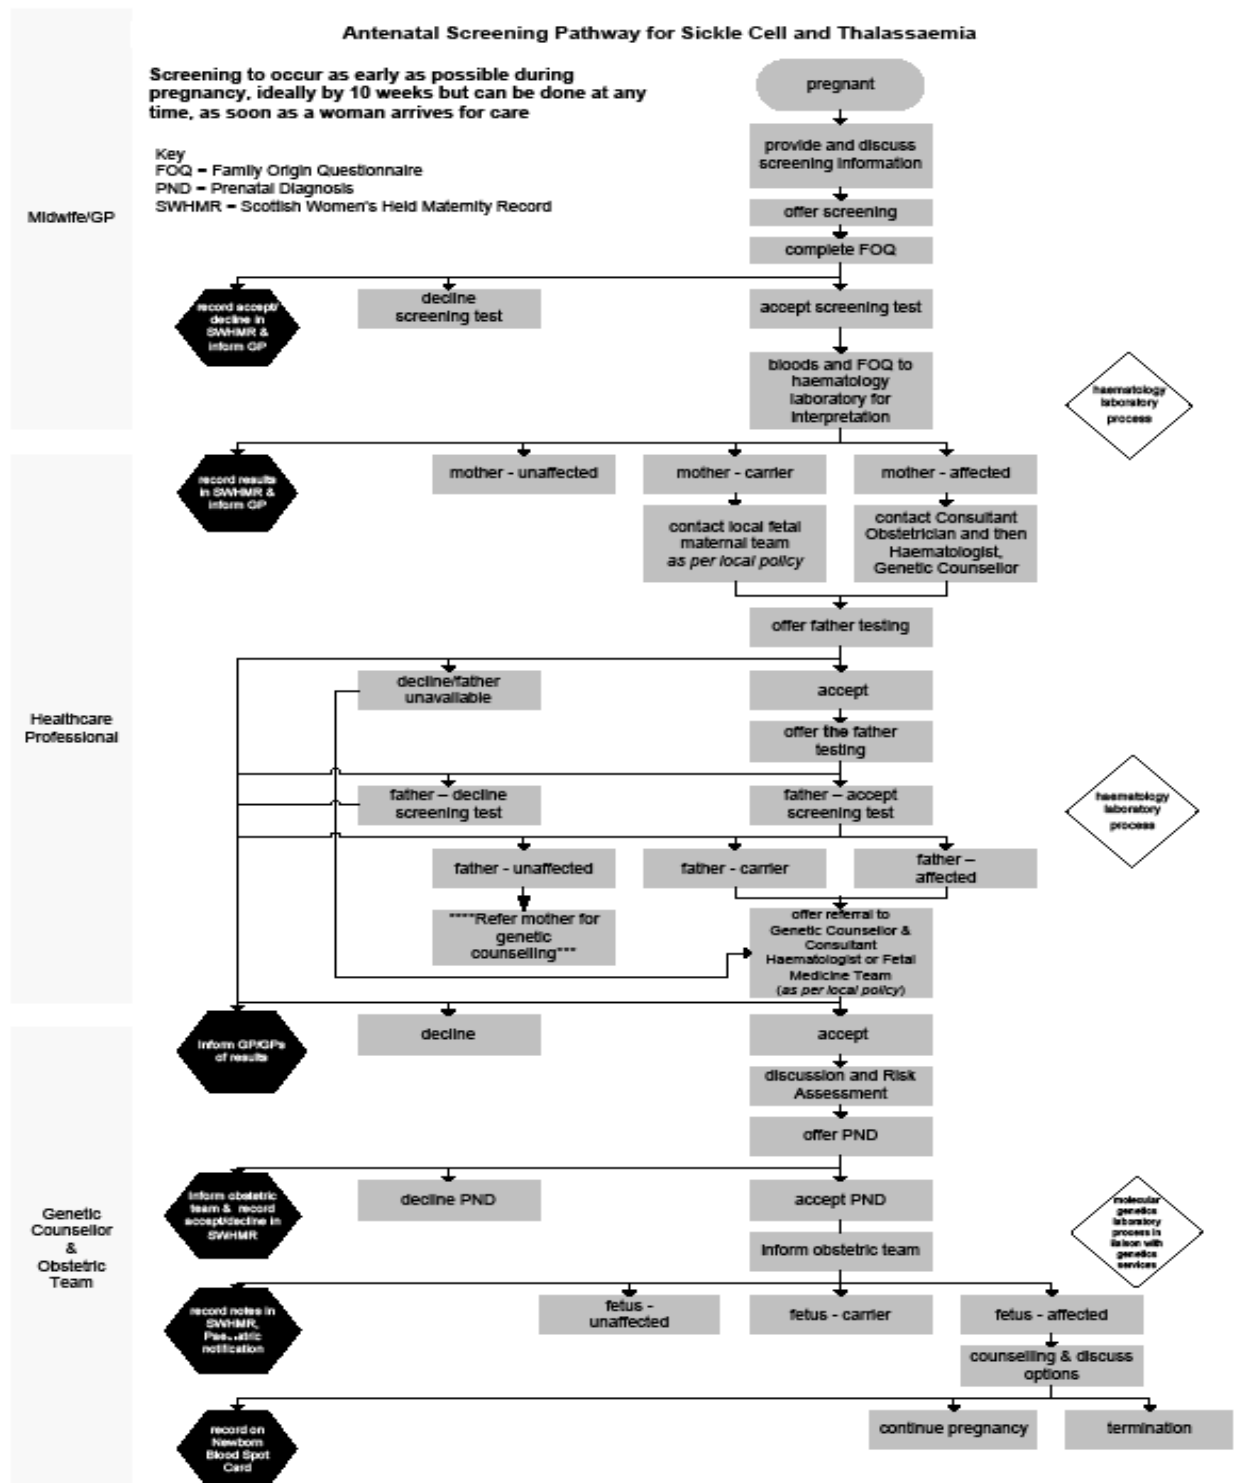 Antenatal Screening Pathway for Sickle Cell and Thalassaemia
Screening to occur as early as possible during
pregnancy, ideally by 10 weeks but can be done at any
time, as soon as a woman arrives for care
Key
FOQ = Family Origin Questionnaire
PND = Prenatal Diagnosis
SWHMR = Scottish Women's Held Maternity Record
Midwife/GP
pregnant
provide and discuss
screening information
offer screening
complete FOQ
record accept/
decline in
SWHMR &
inform GP
decline
screening test
accept screening test
bloods and FOQ to
haematology
laboratory for
interpretation
haematology
laboratory
process
Healthcare
Professional
record results
in SWHMR &
inform GP
mother - unaffected
mother - carrier
mother - affected
contact local fetal
maternal team
as per local policy
contact Consultant
Obstetrician and then
Haematologist,
Genetic Counsellor
offer father testing
decline/father
unavailable
accept
offer the father
testing
father – decline
screening test
father – accept
screening test
haematology
laboratory
process
father - unaffected
father - carrier
father –
affected
****Refer mother for
genetic
counselling***
offer referral to
Genetic Counsellor &
Consultant
Haematologist or Fetal
Medicine Team
(as per local policy)
Genetic
Counsellor
&
Obstetric
Team
Inform GP/GPs
of results
decline
accept
discussion and Risk
Assessment
offer PND
Inform obstetric
team & record
accept/decline in
SWHMR
decline PND
accept PND
Inform obstetric team
molecular
genetics
laboratory
process in
liaison with
genetics
services
record notes in
SWHMR,
Paediatric
notification
fetus -
unaffected
fetus - carrier
fetus - affected
counselling & discuss
options
record on
Newborn
Blood Spot
Card
continue pregnancy
termination